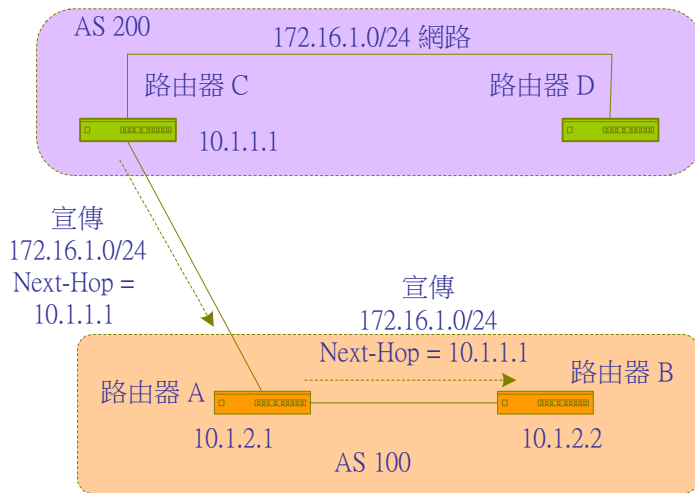 AS 200
172.16.1.0/24 網路
路由器 C
路由器 D
10.1.1.1
宣傳
172.16.1.0/24
Next-Hop =
10.1.1.1
宣傳
172.16.1.0/24
Next-Hop = 10.1.1.1
路由器 A
路由器 B
10.1.2.1
10.1.2.2
AS 100